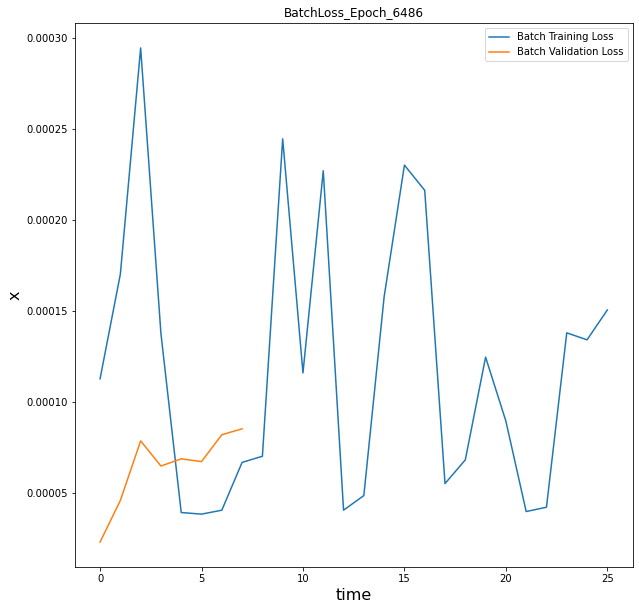 BatchLoss_Epoch_6486
Batch Training Loss
Batch Validation Loss
0.00030
0.00025
0.00020
0.00015
0.00010
0.00005
x
0 5 10 15 20 25
time